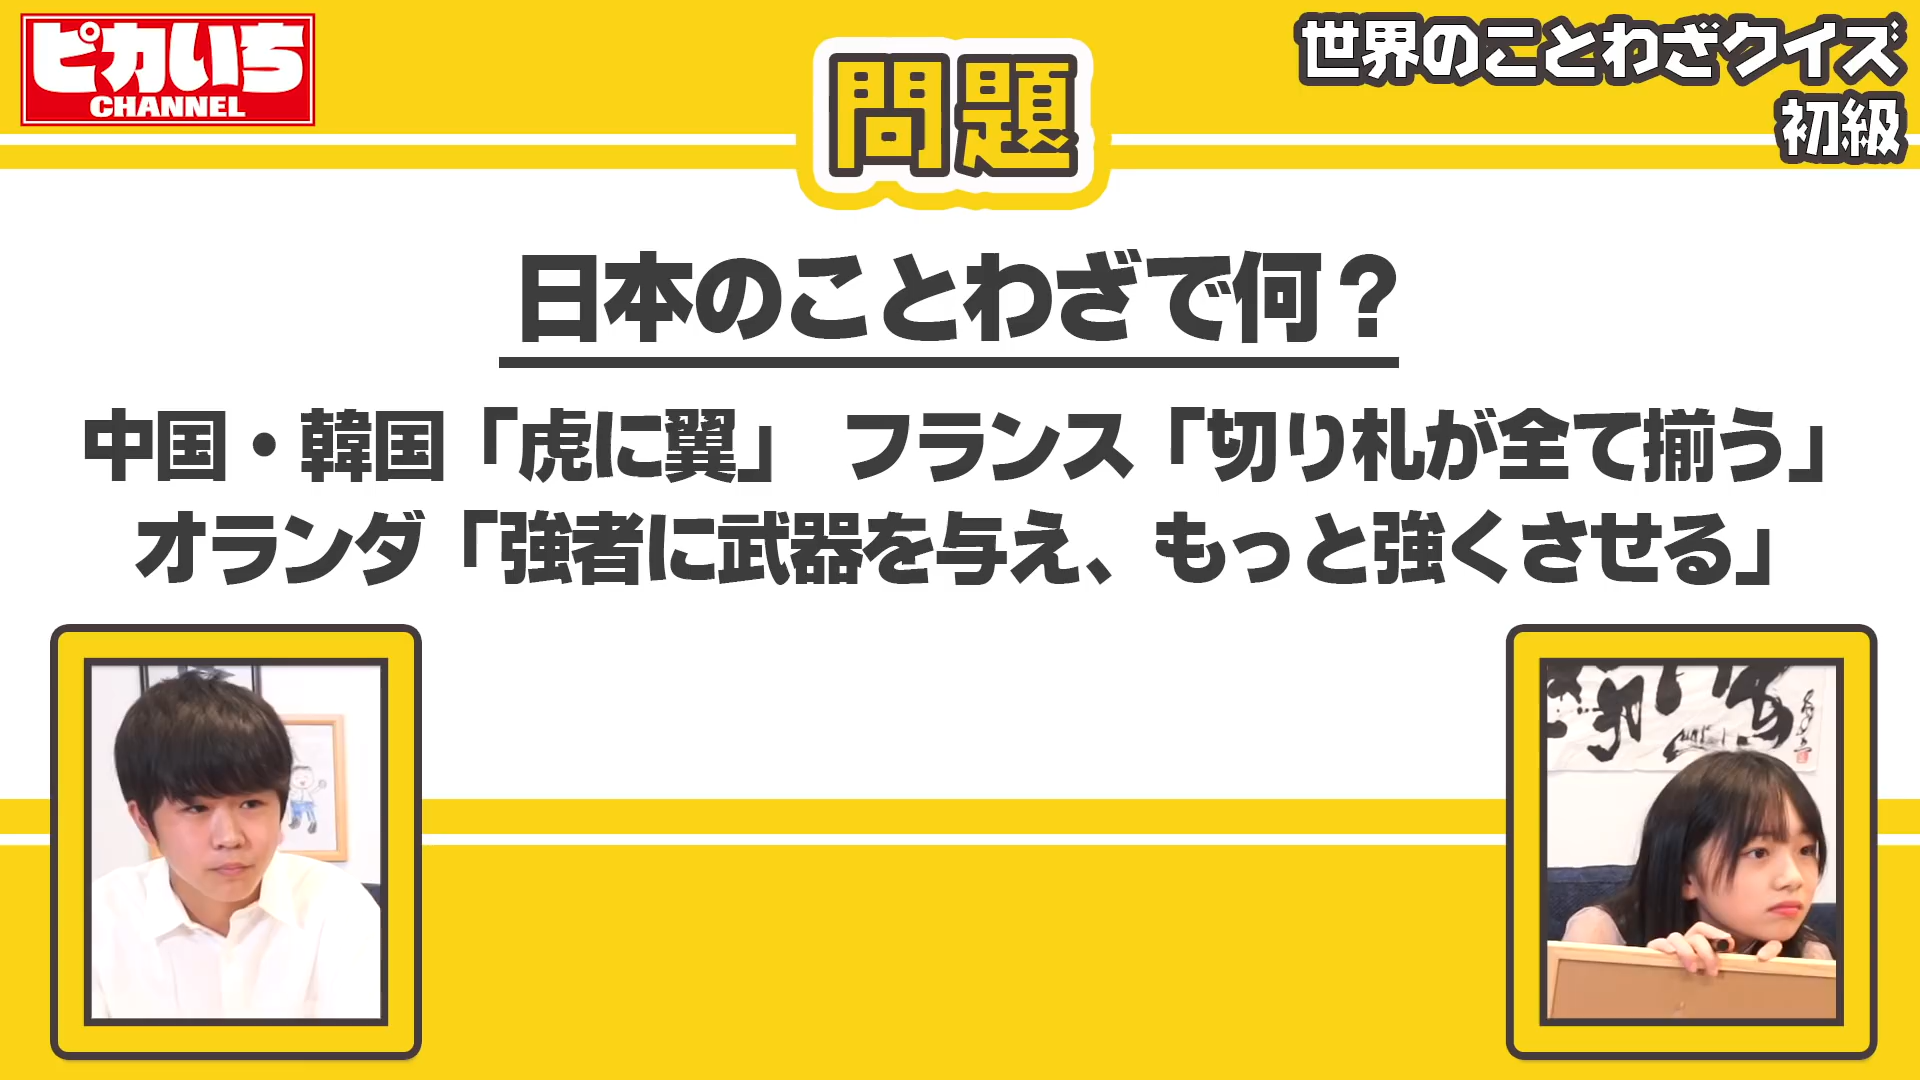 ピカいち
CHANNEL
世界のことわざクイズ
初級
問題
日本のことわざで何？
中国・韓国「虎に翼」 フランス「切り札が全て揃う」
オランダ「強者に武器を与え、もっと強くさせる」